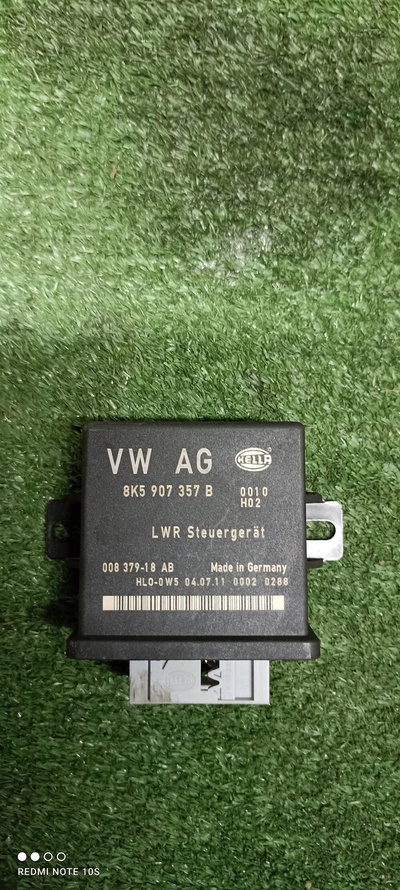 VW AG HELLA
8K5 907 357 B 0010
H02
LWR Steuergerät
008 379-18 AB Made in Germany
HLO-0W5 04.07.11 0002 0288
REDMI NOTE 10S